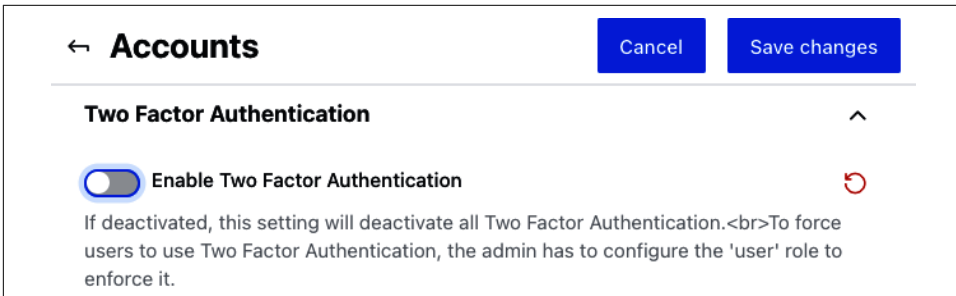 Accounts
Cancel
Save changes
Two Factor Authentication
Enable Two Factor Authentication
If deactivated, this setting will deactivate all Two Factor Authentication.<br>To force
users to use Two Factor Authentication, the admin has to configure the 'user' role to
enforce it.